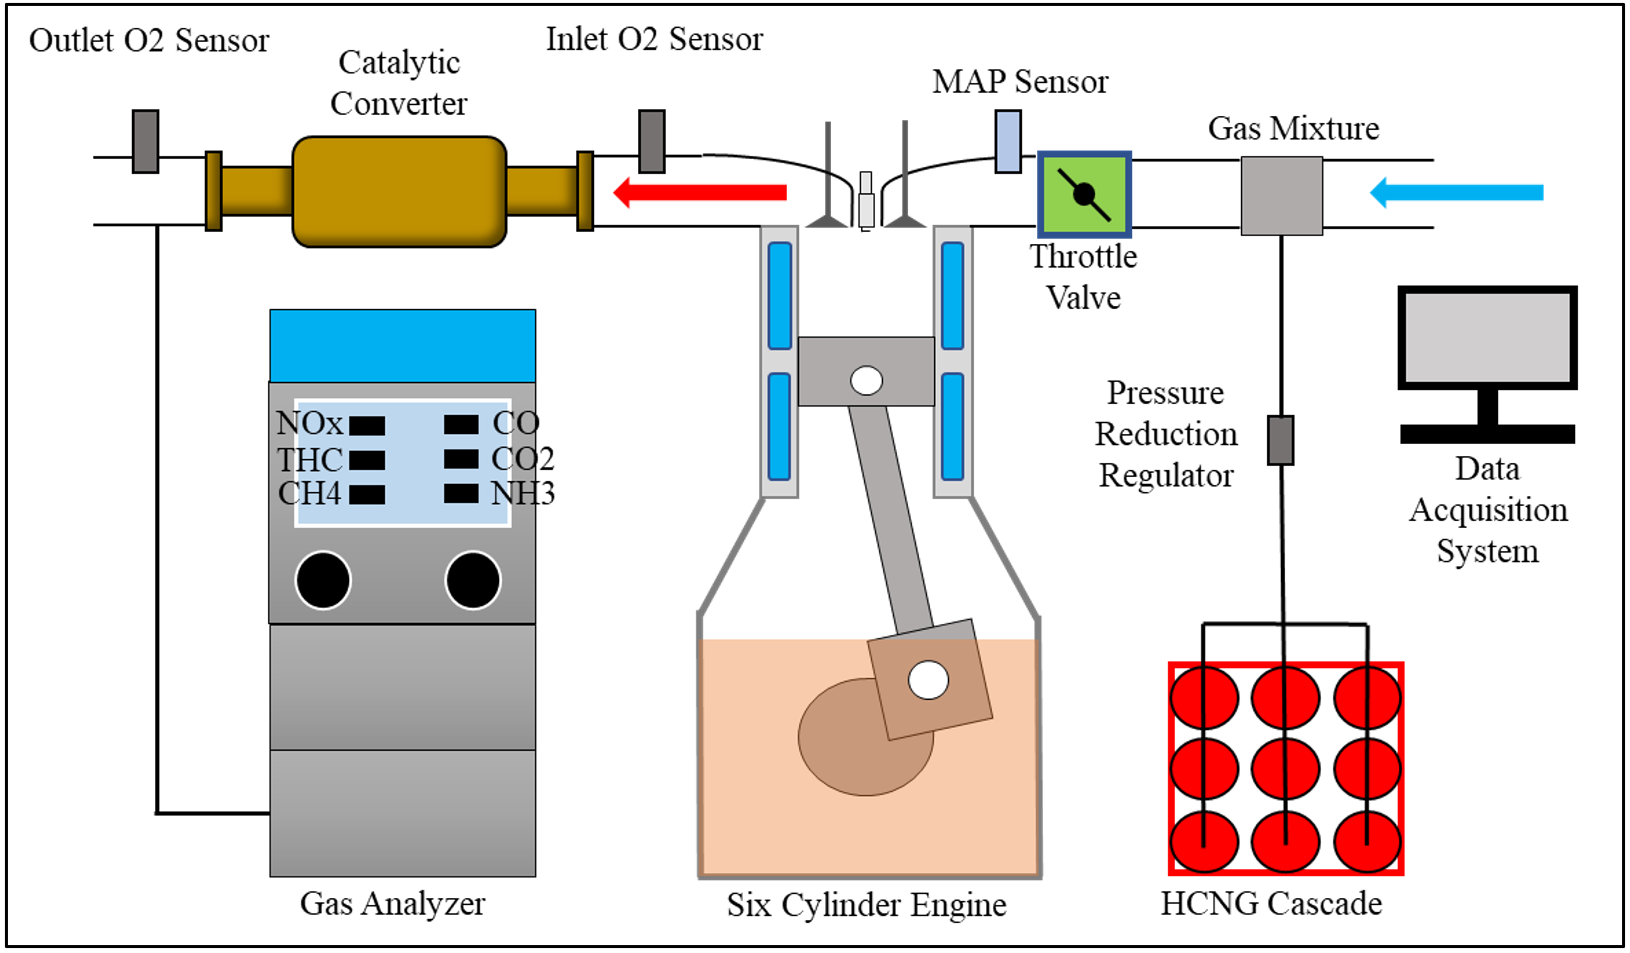 Outlet O2 Sensor
Inlet O2 Sensor
Catalytic
Converter
MAP Sensor
Gas Mixture
Throttle
Valve
Pressure
Reduction
Regulator
Data
Acquisition
System
NOx CO
THC CO2
CH4 NH3
Gas Analyzer
Six Cylinder Engine
HCNG Cascade